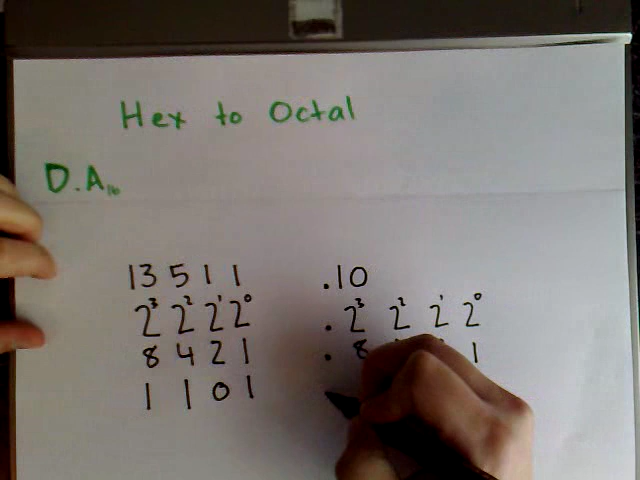 Hex to Octal
D.A₁₆
13 5 1 1 .10
2³ 2² 2¹ 2⁰ . 2³ 2² 2¹ 2⁰
8 4 2 1 . 8 1
1 1 0 1